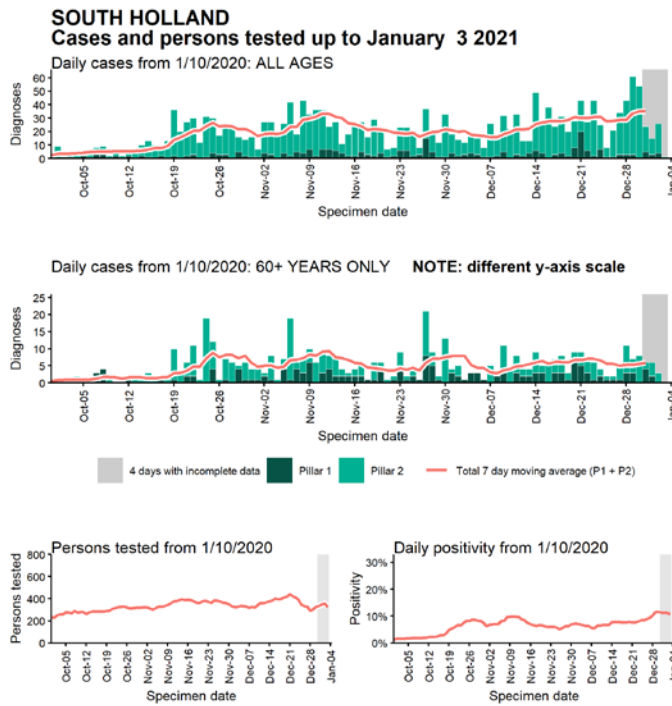 SOUTH HOLLAND
Cases and persons tested up to January 3 2021
Daily cases from 1/10/2020: ALL AGES
Diagnoses
60
50
40
30
20
10
0
Oct-05
Oct-12
Oct-19
Oct-26
Nov-02
Nov-09
Nov-16
Nov-23
Nov-30
Dec-07
Dec-14
Dec-21
Dec-28
Jan-04
Specimen date
Daily cases from 1/10/2020: 60+ YEARS ONLY NOTE: different y-axis scale
Diagnoses
25
20
15
10
5
0
Oct-05
Oct-12
Oct-19
Oct-26
Nov-02
Nov-09
Nov-16
Nov-23
Nov-30
Dec-07
Dec-14
Dec-21
Dec-28
Jan-04
Specimen date
4 days with incomplete data Pillar 1 Pillar 2 Total 7 day moving average (P1 + P2)
Persons tested from 1/10/2020
Persons tested
800
600
400
200
0
Oct-05
Oct-12
Oct-19
Oct-26
Nov-02
Nov-09
Nov-16
Nov-23
Nov-30
Dec-07
Dec-14
Dec-21
Dec-28
Jan-04
Specimen date
Daily positivity from 1/10/2020
Positivity
30%
20%
10%
0%
Oct-05
Oct-12
Oct-19
Oct-26
Nov-02
Nov-09
Nov-16
Nov-23
Nov-30
Dec-07
Dec-14
Dec-21
Dec-28
Jan-04
Specimen date